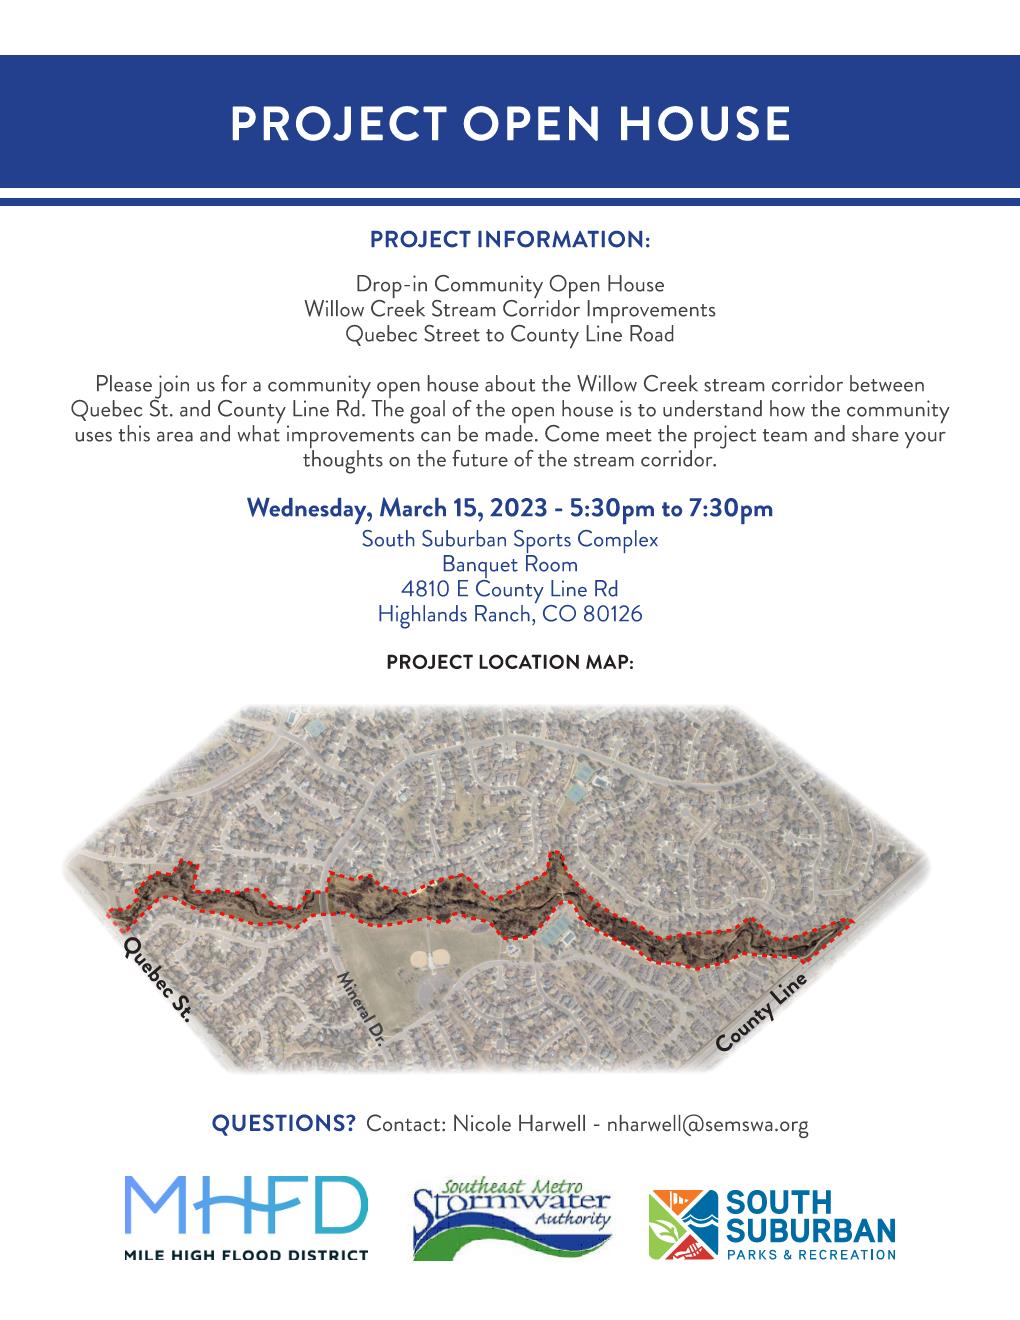 PROJECT OPEN HOUSE
PROJECT INFORMATION:
Drop-in Community Open House
Willow Creek Stream Corridor Improvements
Quebec Street to County Line Road
Please join us for a community open house about the Willow Creek stream corridor between
Quebec St. and County Line Rd. The goal of the open house is to understand how the community
uses this area and what improvements can be made. Come meet the project team and share your
thoughts on the future of the stream corridor.
Wednesday, March 15, 2023 - 5:30pm to 7:30pm
South Suburban Sports Complex
Banquet Room
4810 E County Line Rd
Highlands Ranch, CO 80126
PROJECT LOCATION MAP:
Quebec St.
Mineral Dr.
County Line
QUESTIONS? Contact: Nicole Harwell - nharwell@semswa.org
MHFD
MILE HIGH FLOOD DISTRICT
Southeast Metro
Stormwater
Authority
SOUTH
SUBURBAN
PARKS & RECREATION